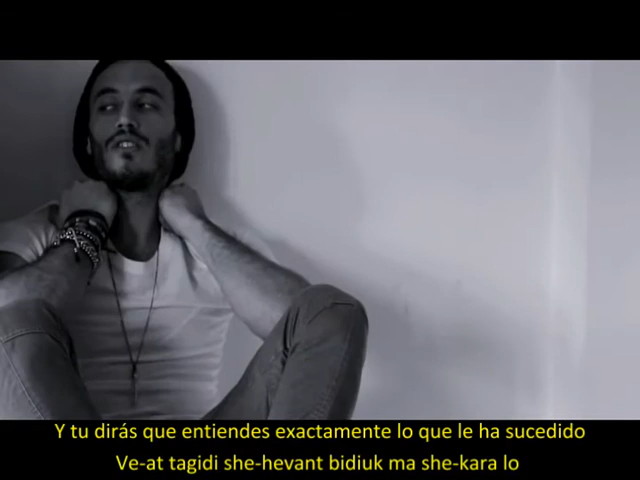 Y tu dirás que entiendes exactamente lo que le ha sucedido
Ve-at tagidi she-hevant bidiuk ma she-kara lo